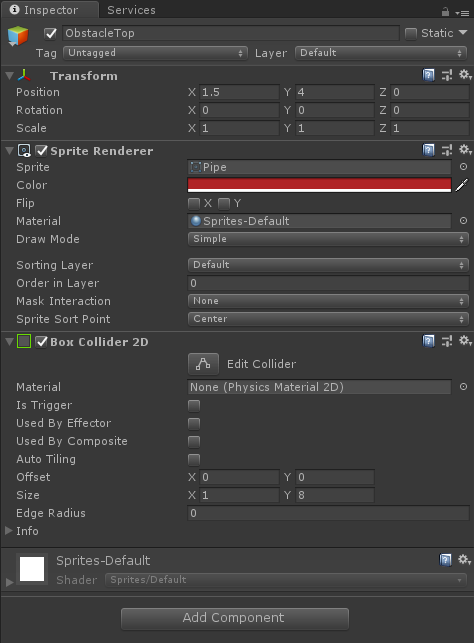 Inspector Services
ObstacleTop Static
Tag Untagged Layer Default
Transform
Position X 1.5 Y 4 Z 0
Rotation X 0 Y 0 Z 0
Scale X 1 Y 1 Z 1
Sprite Renderer
Sprite Pipe
Color
Flip X Y
Material Sprites-Default
Draw Mode Simple
Sorting Layer Default
Order in Layer 0
Mask Interaction None
Sprite Sort Point Center
Box Collider 2D
Edit Collider
Material None (Physics Material 2D)
Is Trigger
Used By Effector
Used By Composite
Auto Tiling
Offset X 0 Y 0
Size X 1 Y 8
Edge Radius 0
Info
Sprites-Default
Shader Sprites/Default
Add Component